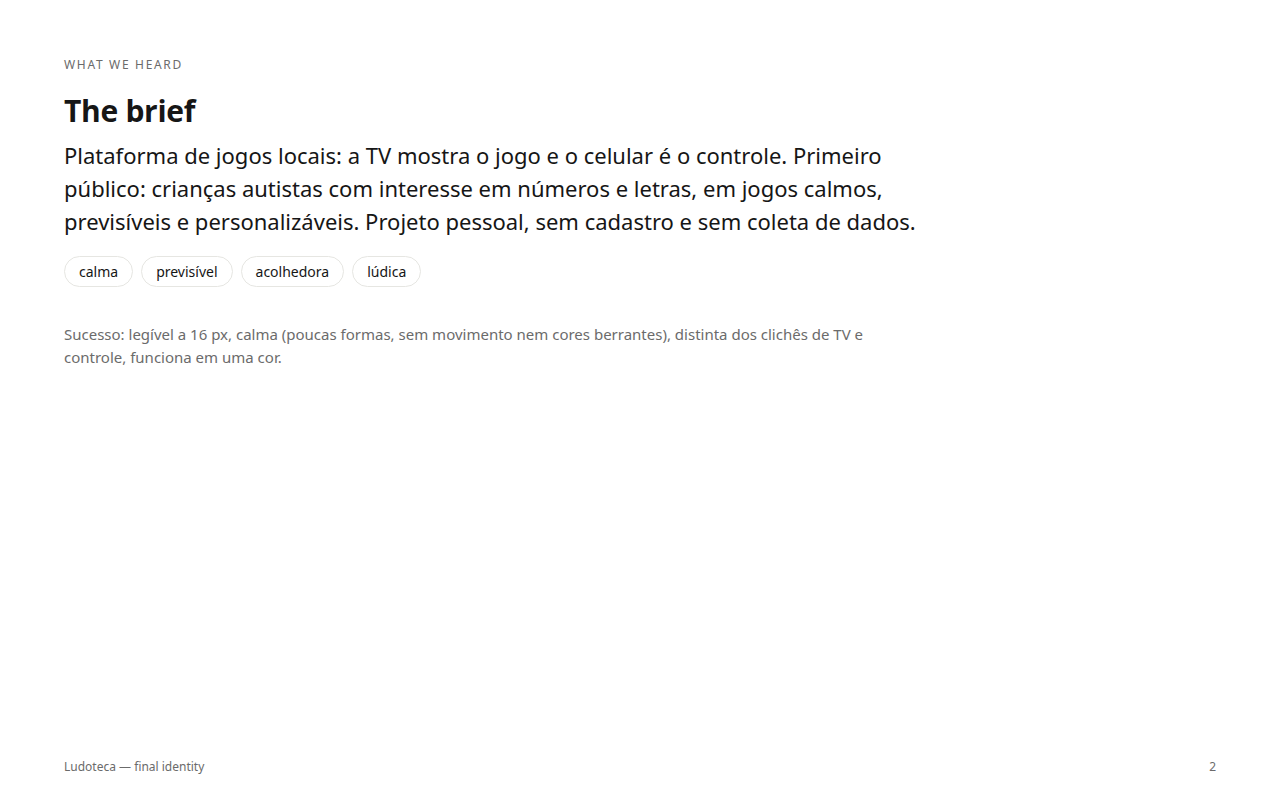 WHAT WE HEARD
The brief
Plataforma de jogos locais: a TV mostra o jogo e o celular é o controle. Primeiro
público: crianças autistas com interesse em números e letras, em jogos calmos,
previsíveis e personalizáveis. Projeto pessoal, sem cadastro e sem coleta de dados.
calma previsível acolhedora lúdica
Sucesso: legível a 16 px, calma (poucas formas, sem movimento nem cores berrantes), distinta dos clichês de TV e
controle, funciona em uma cor.
Ludoteca — final identity 2